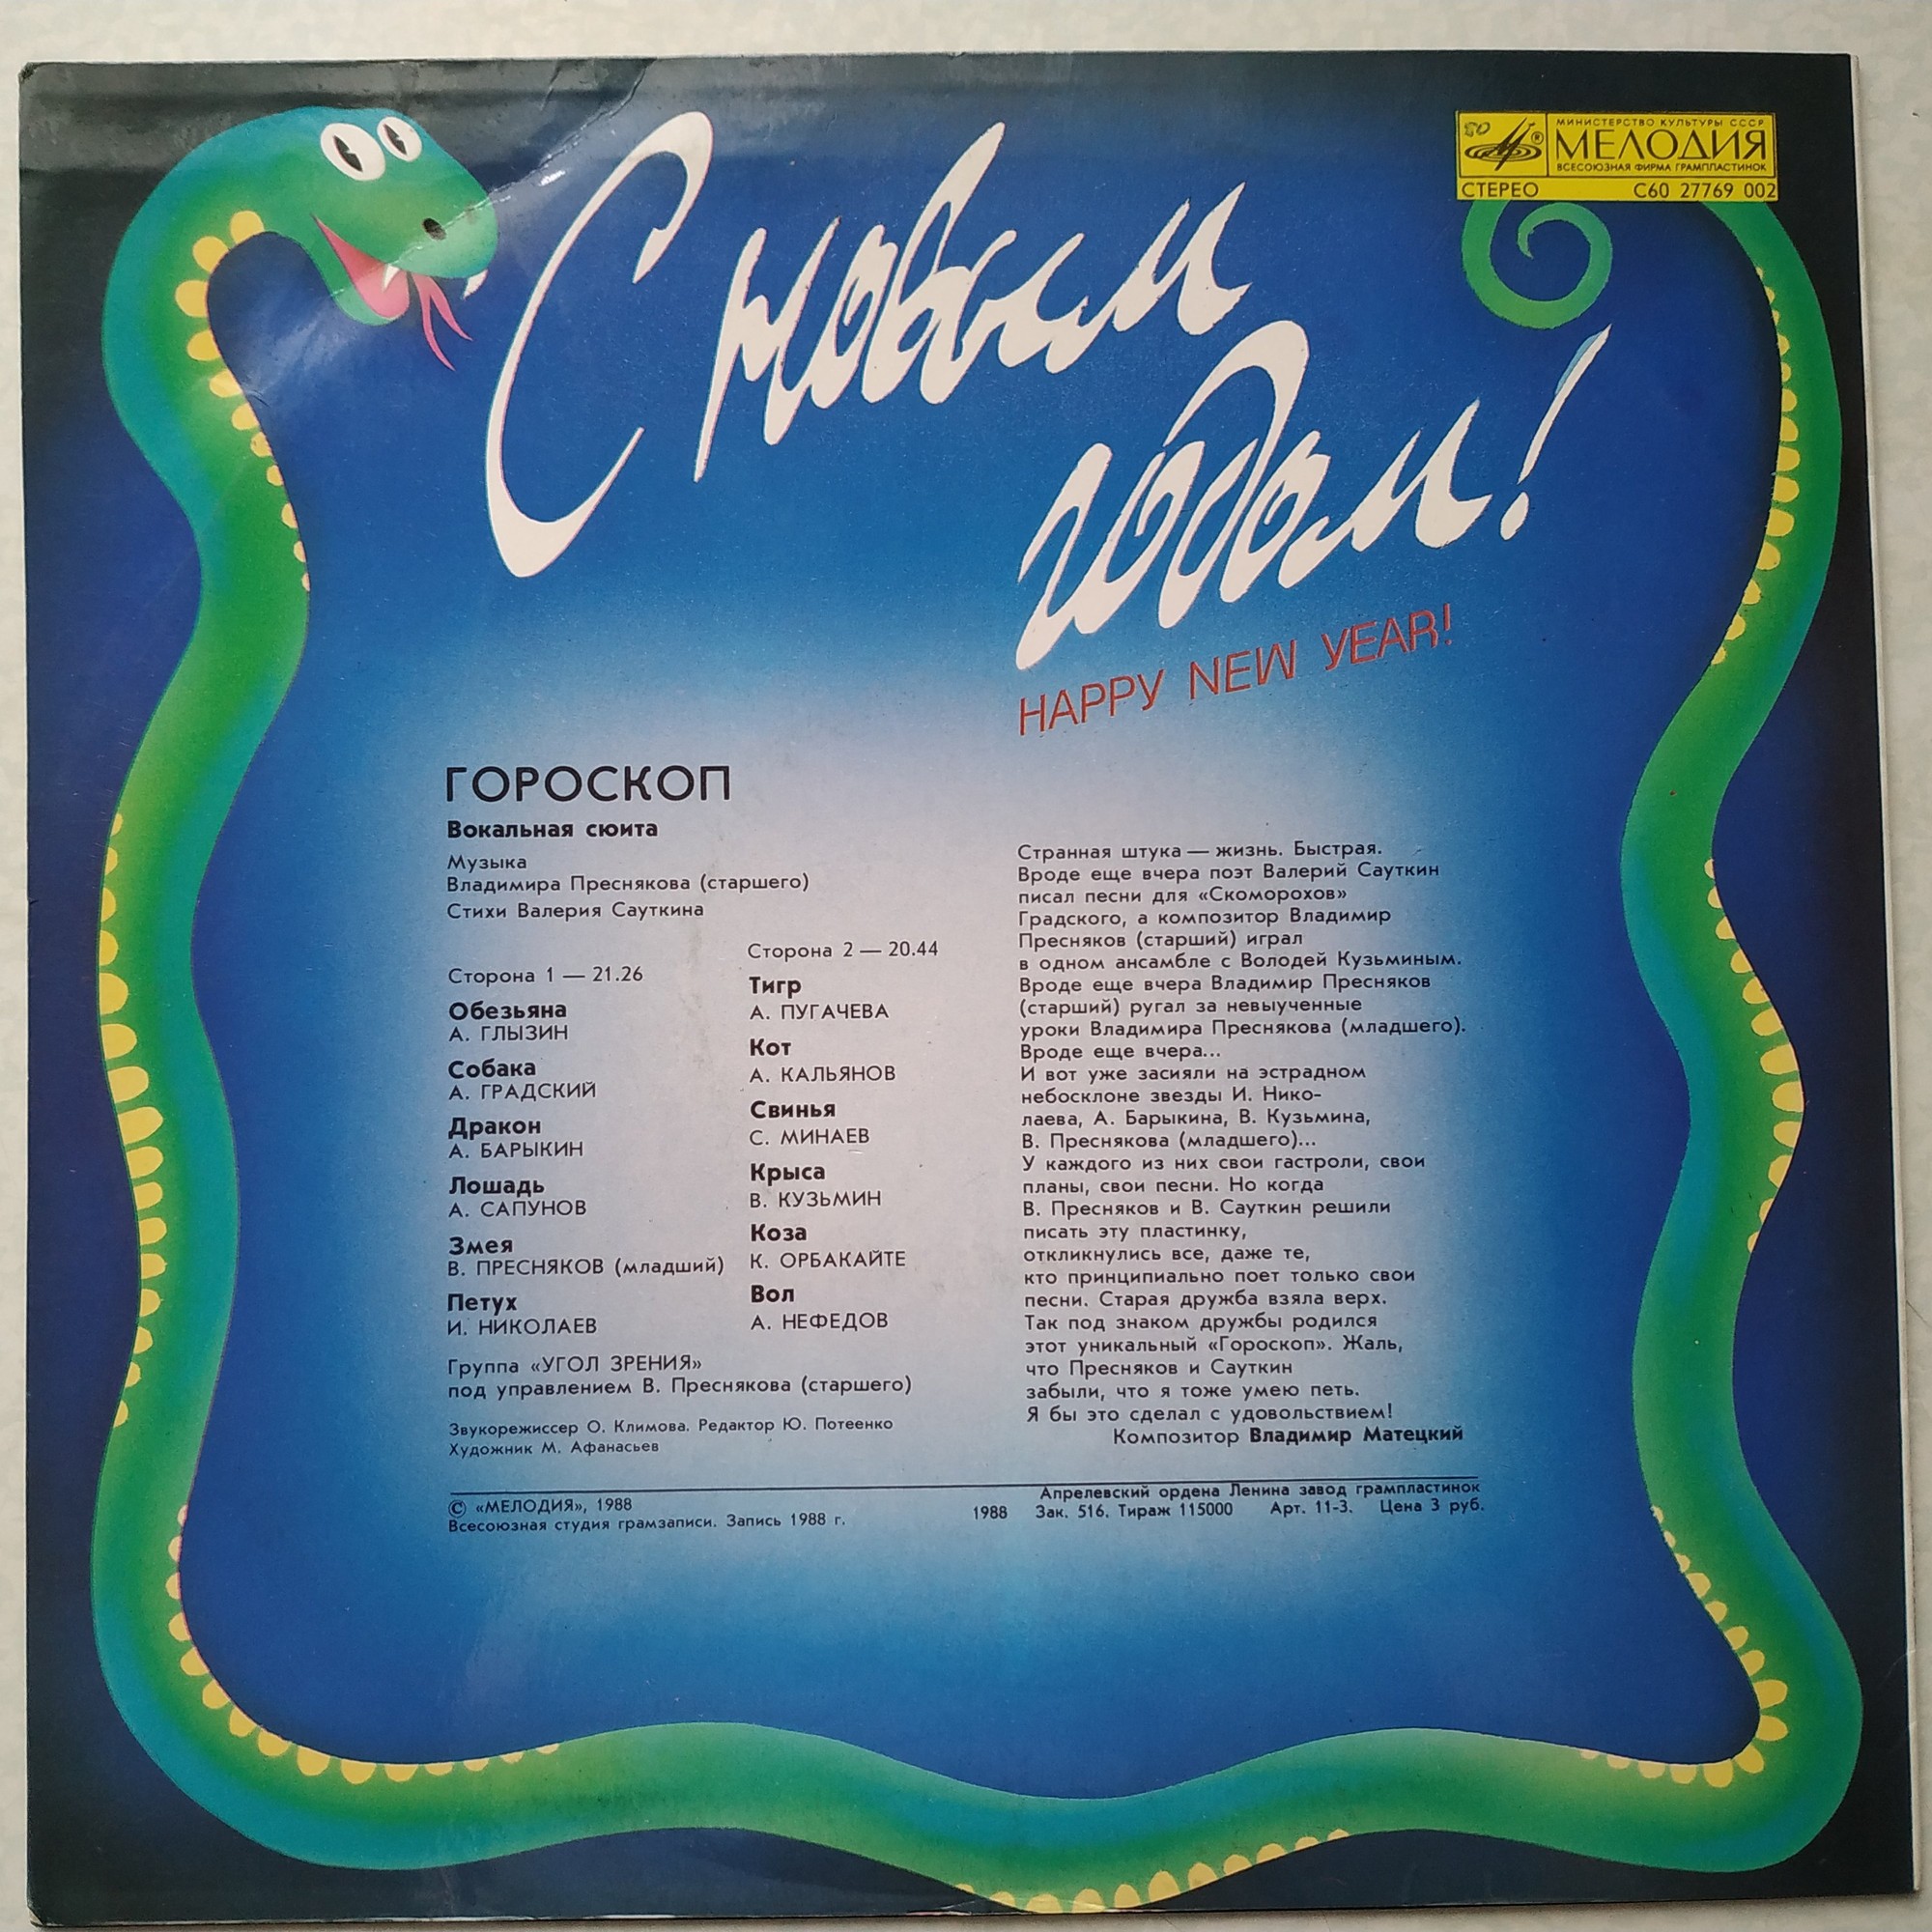 МИНИСТЕРСТВО КУЛЬТУРЫ СССР
МЕЛОДИЯ
ВСЕСОЮЗНАЯ ФИРМА ГРАМПЛАСТИНОК
СТЕРЕО С60 27769 002
С новым
годом!
HAPPY NEW YEAR!
ГОРОСКОП
Вокальная сюита
Музыка
Владимира Преснякова (старшего)
Стихи Валерия Сауткина
Сторона 1 — 21.26
Обезьяна
А. ГЛЫЗИН
Собака
А. ГРАДСКИЙ
Дракон
А. БАРЫКИН
Лошадь
А. САПУНОВ
Змея
В. ПРЕСНЯКОВ (младший)
Петух
И. НИКОЛАЕВ
Сторона 2 — 20.44
Тигр
А. ПУГАЧЕВА
Кот
А. КАЛЬЯНОВ
Свинья
С. МИНАЕВ
Крыса
В. КУЗЬМИН
Коза
К. ОРБАКАЙТЕ
Вол
А. НЕФЕДОВ
Группа «УГОЛ ЗРЕНИЯ»
под управлением В. Преснякова (старшего)
Звукорежиссер О. Климова. Редактор Ю. Потеенко
Художник М. Афанасьев
Странная штука — жизнь. Быстрая.
Вроде еще вчера поэт Валерий Сауткин
писал песни для «Скоморохов»
Градского, а композитор Владимир
Пресняков (старший) играл
в одном ансамбле с Володей Кузьминым.
Вроде еще вчера Владимир Пресняков
(старший) ругал за невыученные
уроки Владимира Преснякова (младшего).
Вроде еще вчера...
И вот уже засияли на эстрадном
небосклоне звезды И. Нико-
лаева, А. Барыкина, В. Кузьмина,
В. Преснякова (младшего)...
У каждого из них свои гастроли, свои
планы, свои песни. Но когда
В. Пресняков и В. Сауткин решили
писать эту пластинку,
откликнулись все, даже те,
кто принципиально поет только свои
песни. Старая дружба взяла верх.
Так под знаком дружбы родился
этот уникальный «Гороскоп». Жаль,
что Пресняков и Сауткин
забыли, что я тоже умею петь.
Я бы это сделал с удовольствием!
Композитор Владимир Матецкий
© «МЕЛОДИЯ», 1988
Всесоюзная студия грамзаписи. Запись 1988 г.
Апрелевский ордена Ленина завод грампластинок
1988 Зак. 516. Тираж 115000 Арт. 11-3. Цена 3 руб.